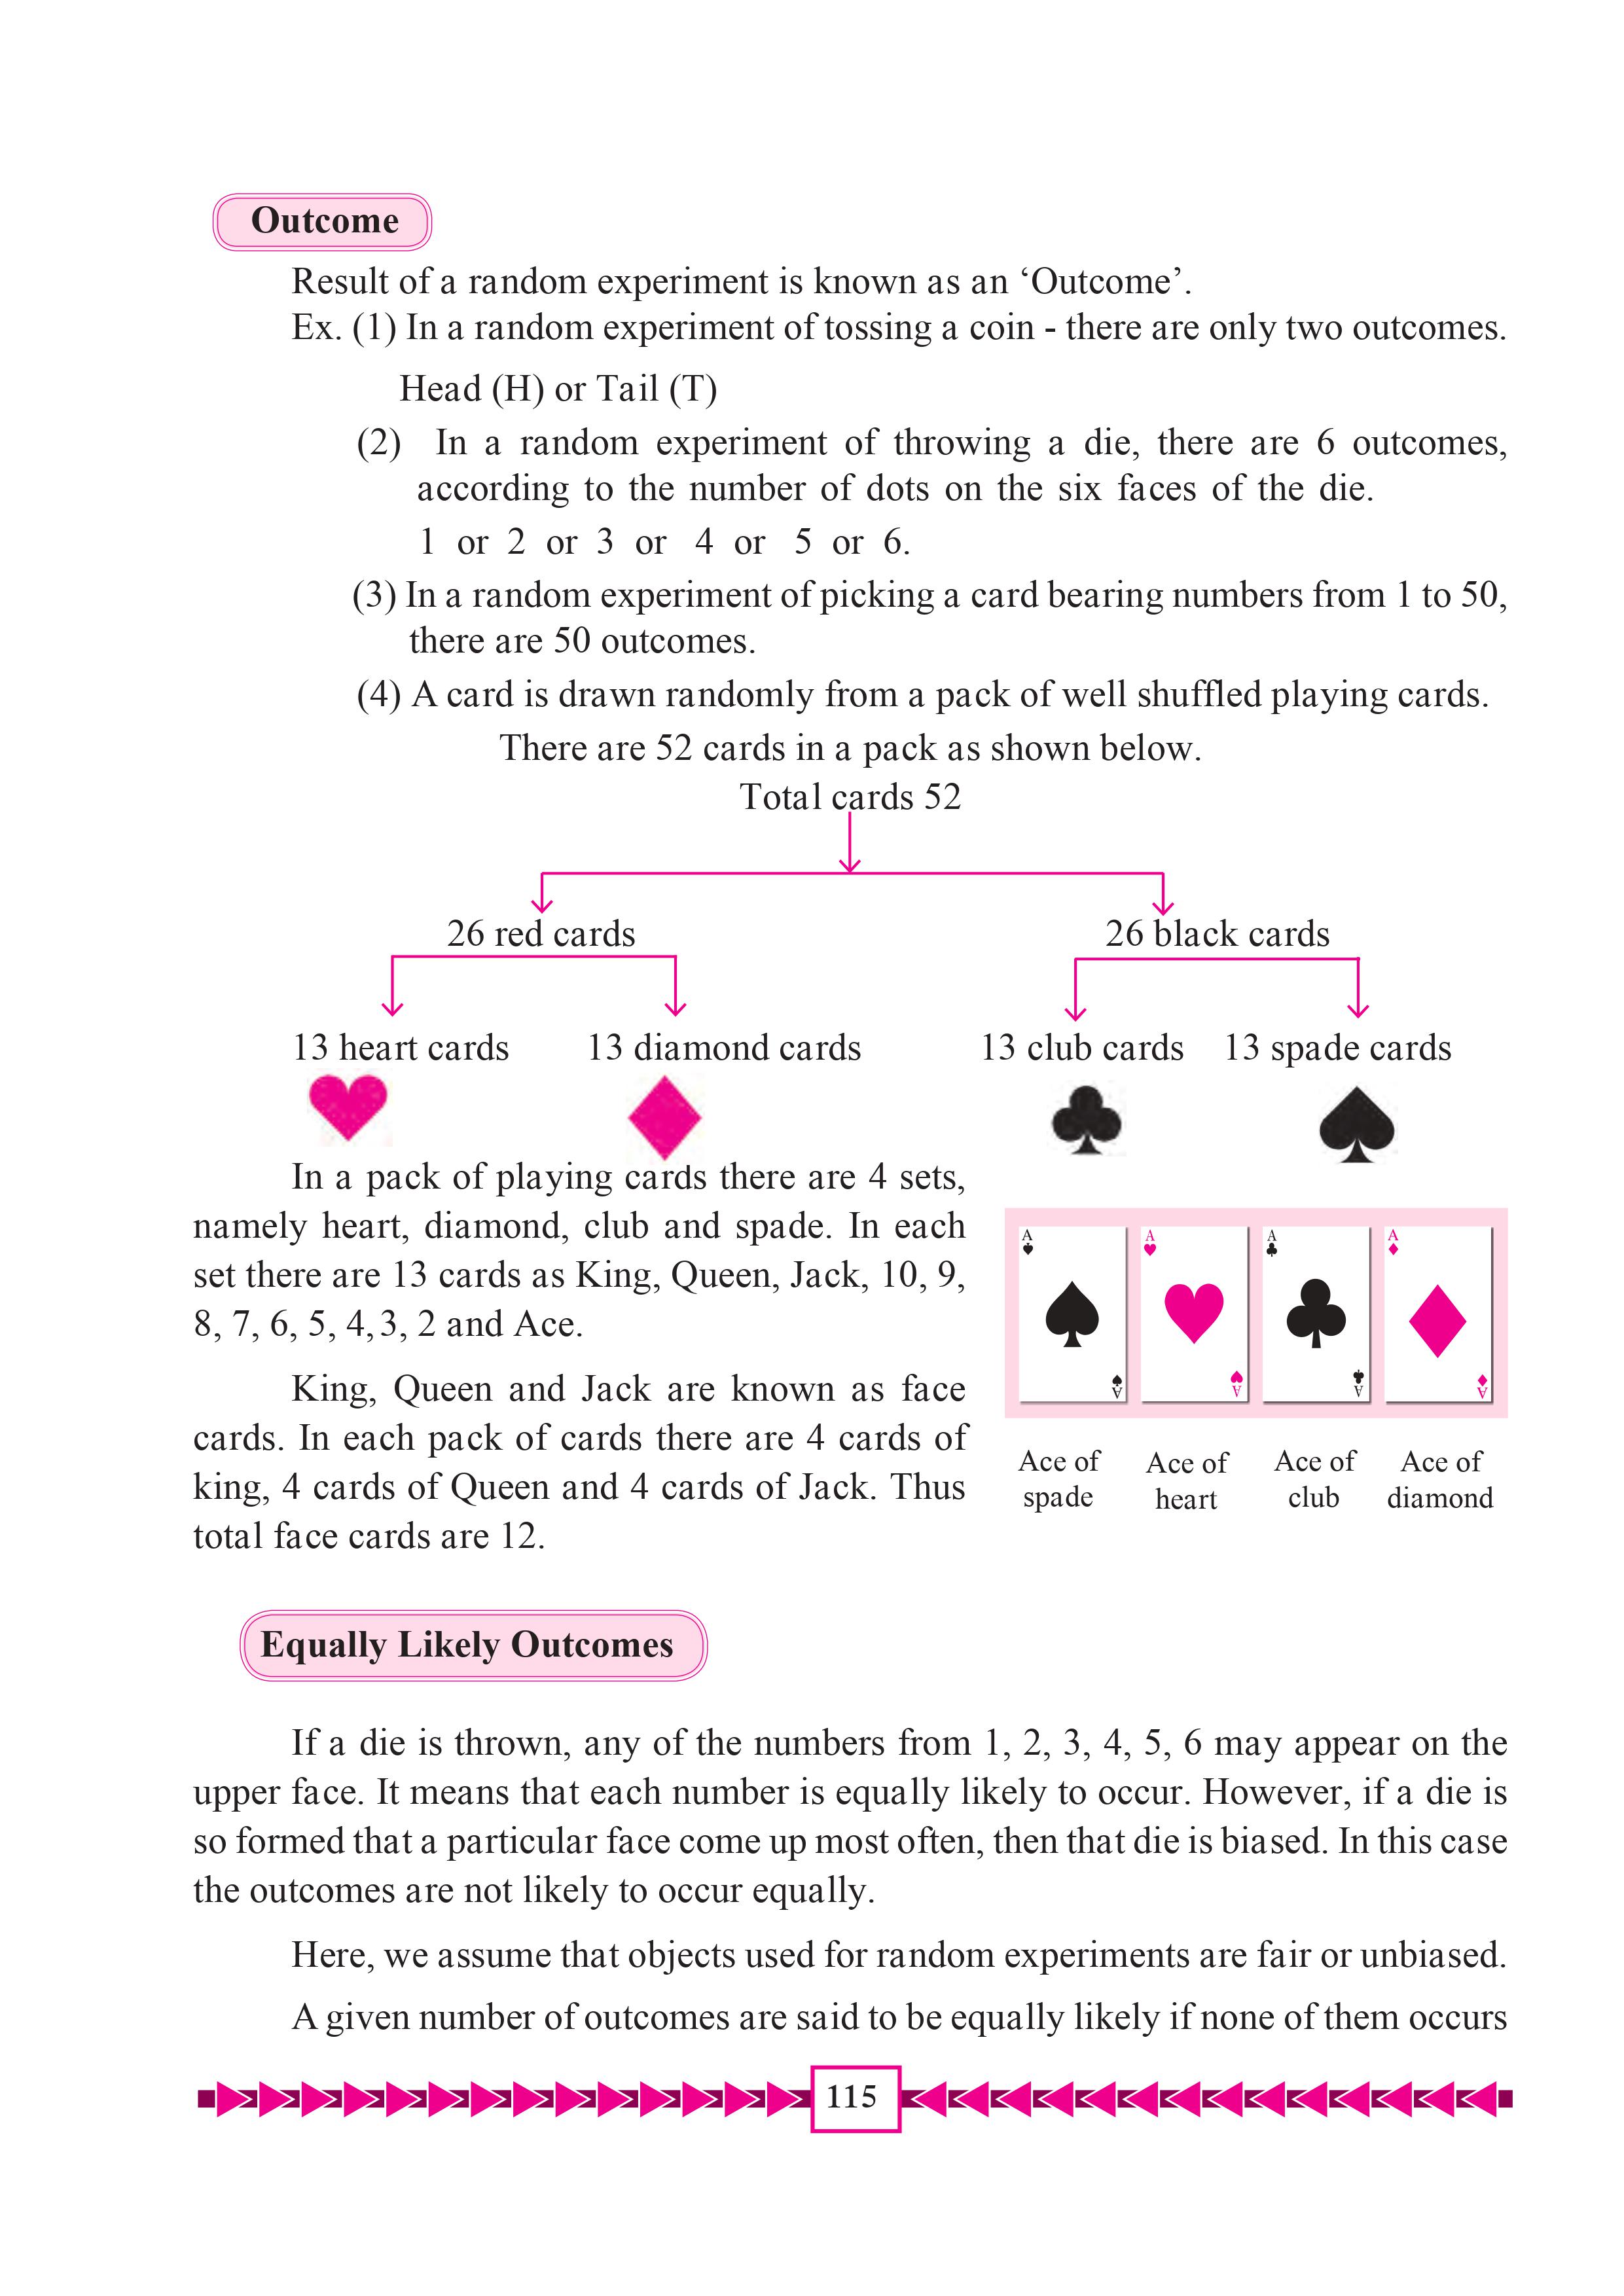 Outcome
Result of a random experiment is known as an ‘Outcome’.
Ex. (1) In a random experiment of tossing a coin - there are only two outcomes.
Head (H) or Tail (T)
(2) In a random experiment of throwing a die, there are 6 outcomes,
according to the number of dots on the six faces of the die.
1 or 2 or 3 or 4 or 5 or 6.
(3) In a random experiment of picking a card bearing numbers from 1 to 50,
there are 50 outcomes.
(4) A card is drawn randomly from a pack of well shuffled playing cards.
There are 52 cards in a pack as shown below.
Total cards 52
26 red cards 26 black cards
13 heart cards 13 diamond cards 13 club cards 13 spade cards
In a pack of playing cards there are 4 sets,
namely heart, diamond, club and spade. In each
set there are 13 cards as King, Queen, Jack, 10, 9,
8, 7, 6, 5, 4, 3, 2 and Ace.
King, Queen and Jack are known as face
cards. In each pack of cards there are 4 cards of
king, 4 cards of Queen and 4 cards of Jack. Thus
total face cards are 12.
A A A A
A A A A
Ace of Ace of Ace of Ace of
spade heart club diamond
Equally Likely Outcomes
If a die is thrown, any of the numbers from 1, 2, 3, 4, 5, 6 may appear on the
upper face. It means that each number is equally likely to occur. However, if a die is
so formed that a particular face come up most often, then that die is biased. In this case
the outcomes are not likely to occur equally.
Here, we assume that objects used for random experiments are fair or unbiased.
A given number of outcomes are said to be equally likely if none of them occurs
115